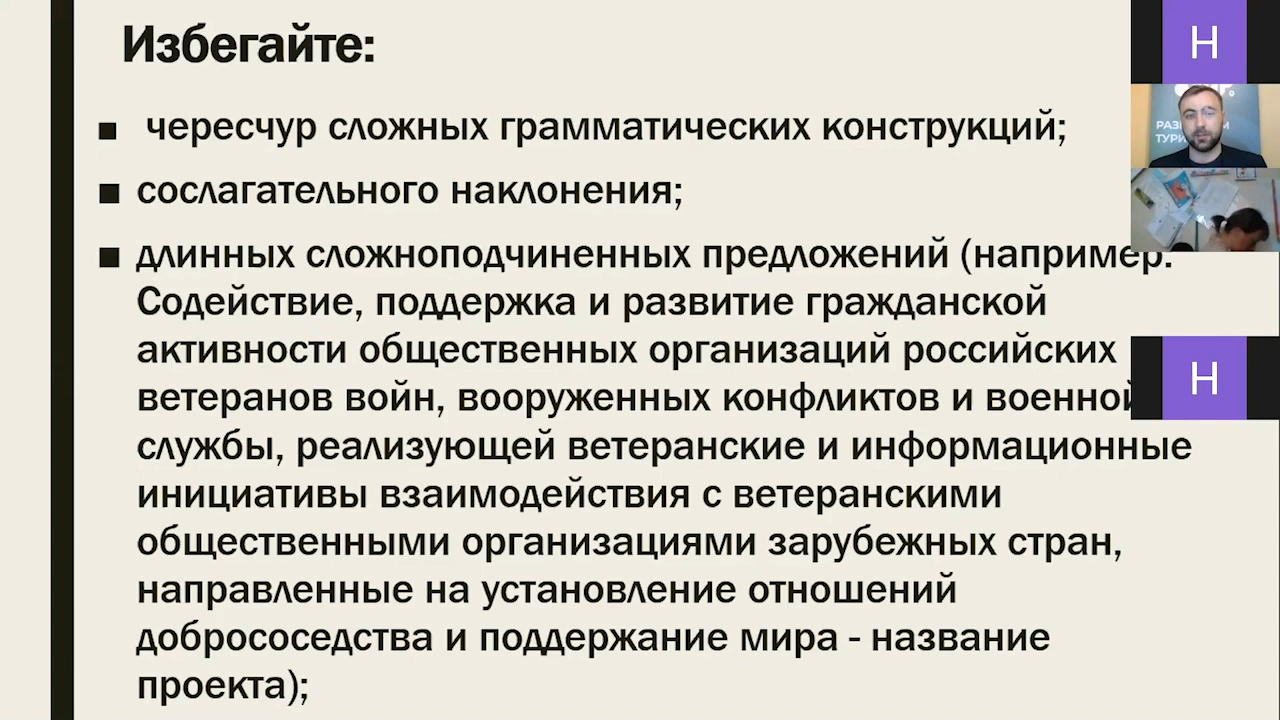 Избегайте:
■ чересчур сложных грамматических конструкций;
■ сослагательного наклонения;
■ длинных сложноподчиненных предложений (например:
Содействие, поддержка и развитие гражданской
активности общественных организаций российских
ветеранов войн, вооруженных конфликтов и военной
службы, реализующей ветеранские и информационные
инициативы взаимодействия с ветеранскими
общественными организациями зарубежных стран,
направленные на установление отношений
добрососедства и поддержание мира - название
проекта);
Н
Н